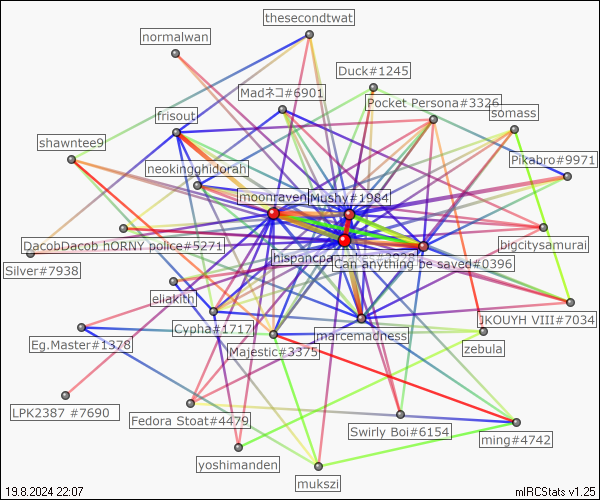 thesecondtwat
normalwan
Duck#1245
Madネコ#6901
Pocket Persona#3326
somass
frisout
shawntee9
Pikabro#9971
neokingghidorah
moonraven
Mushy#1984
DacobDacob hORNY police#5271
bigcitysamurai
Silver#7938
Can anything be saved#0396
eliakith
Cypha#1717
marcemadness
JKOUYH VIII#7034
Eg.Master#1378
Majestic#3375
zebula
LPK2387 #7690
Fedora Stoat#4479
Swirly Boi#6154
ming#4742
yoshimanden
mukszi
19.8.2024 22:07
mIRCStats v1.25